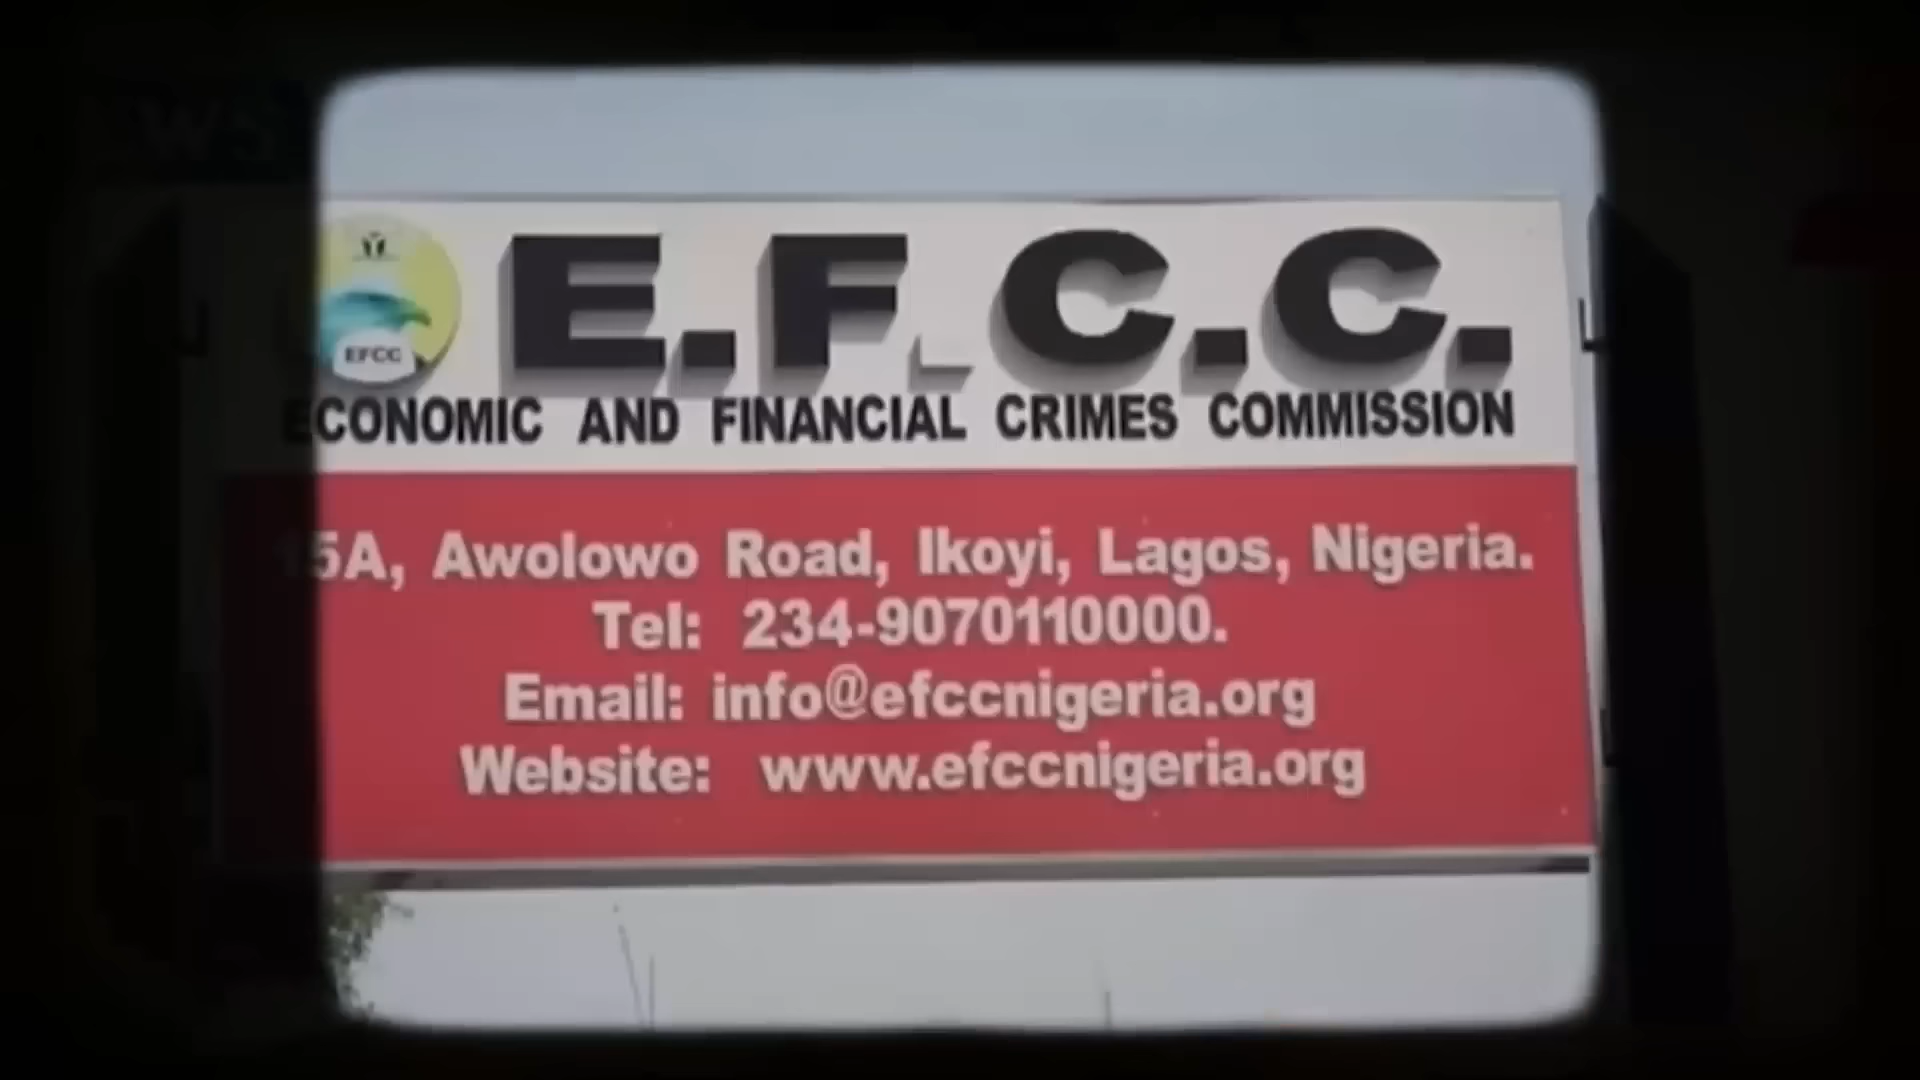 E.F.C.C.
EFCC
ECONOMIC AND FINANCIAL CRIMES COMMISSION
15A, Awolowo Road, Ikoyi, Lagos, Nigeria.
Tel: 234-9070110000.
Email: info@efccnigeria.org
Website: www.efccnigeria.org